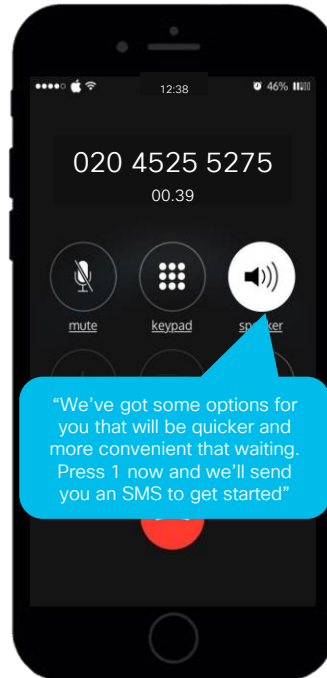 12:38
46%
020 4525 5275
00.39
mute
keypad
“We’ve got some options for
you that will be quicker and
more convenient that waiting.
Press 1 now and we’ll send
you an SMS to get started”